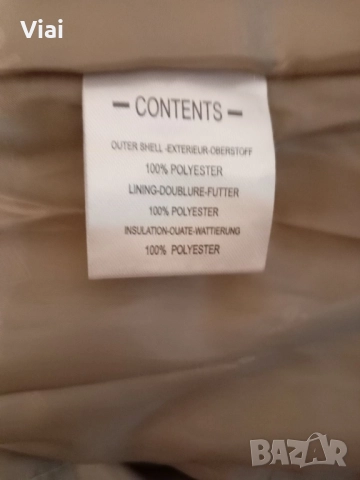 Viai
- CONTENTS -
OUTER SHELL -EXTERIEUR-OBERSTOFF
100% POLYESTER
LINING-DOUBLURE-FUTTER
100% POLYESTER
INSULATION-OUATE-WATTIERUNG
100% POLYESTER
BAZAR